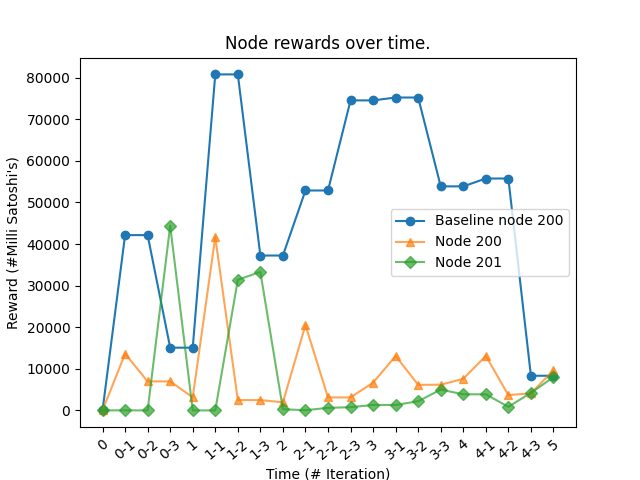 Node rewards over time.
Reward (#Milli Satoshi's)
80000
70000
60000
50000
40000
30000
20000
10000
0
Baseline node 200
Node 200
Node 201
0 0-1 0-2 0-3 1 1-1 1-2 1-3 2 2-1 2-2 2-3 3 3-1 3-2 3-3 4 4-1 4-2 4-3 5
Time (# Iteration)